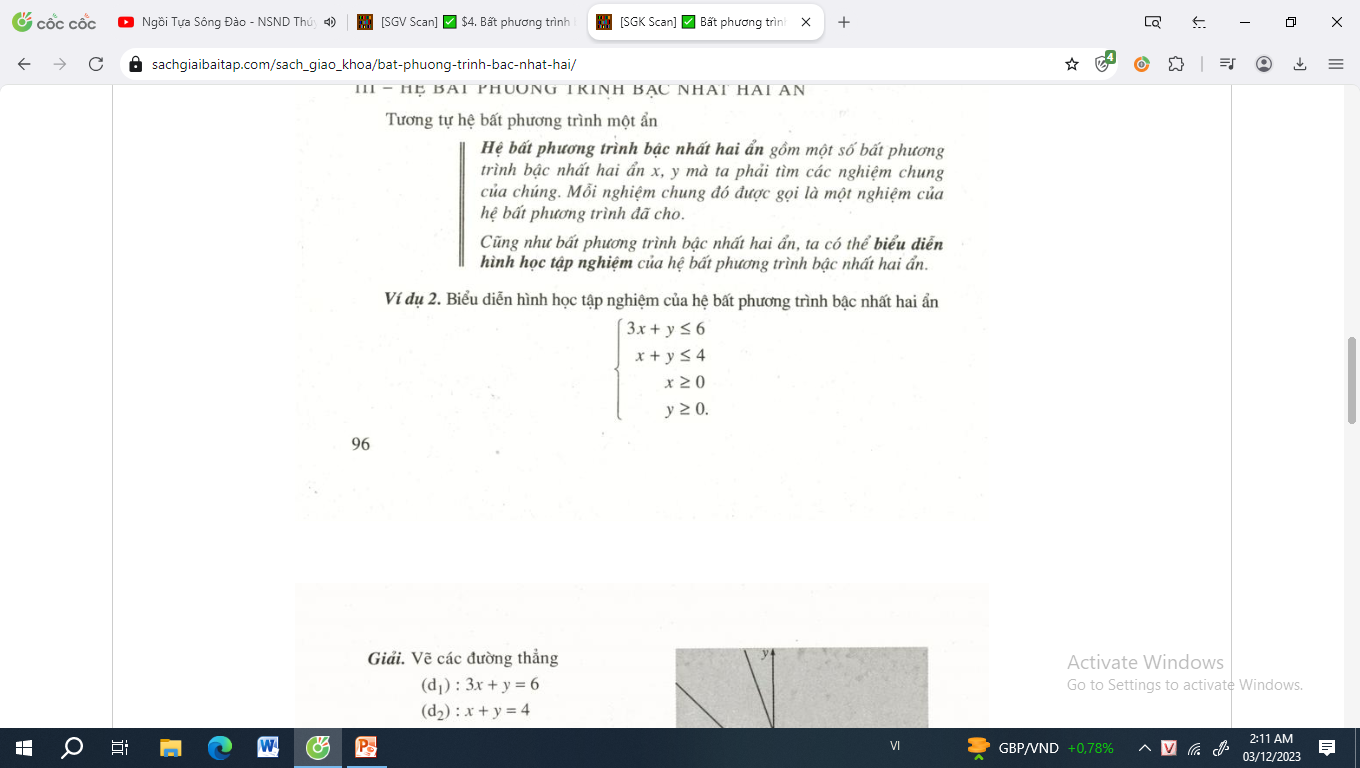 cốc cốc
Ngồi Tựa Sông Đào - NSND Thúy
[SGV Scan] ✅ $4. Bất phương trình
[SGK Scan] ✅ Bất phương trìn
sachgiaibaitap.com/sach_giao_khoa/bat-phuong-trinh-bac-nhat-hai/
4
III – HỆ BẤT PHƯƠNG TRÌNH BẬC NHẤT HAI ẨN
Tương tự hệ bất phương trình một ẩn
Hệ bất phương trình bậc nhất hai ẩn gồm một số bất phương
trình bậc nhất hai ẩn x, y mà ta phải tìm các nghiệm chung
của chúng. Mỗi nghiệm chung đó được gọi là một nghiệm của
hệ bất phương trình đã cho.
Cũng như bất phương trình bậc nhất hai ẩn, ta có thể biểu diễn
hình học tập nghiệm của hệ bất phương trình bậc nhất hai ẩn.
Ví dụ 2. Biểu diễn hình học tập nghiệm của hệ bất phương trình bậc nhất hai ẩn
3x + y ≤ 6
x + y ≤ 4
x ≥ 0
y ≥ 0.
96
Giải. Vẽ các đường thẳng
(d₁) : 3x + y = 6
(d₂) : x + y = 4
y
Activate Windows
Go to Settings to activate Windows.
VI
GBP/VND +0,78%
2:11 AM
03/12/2023